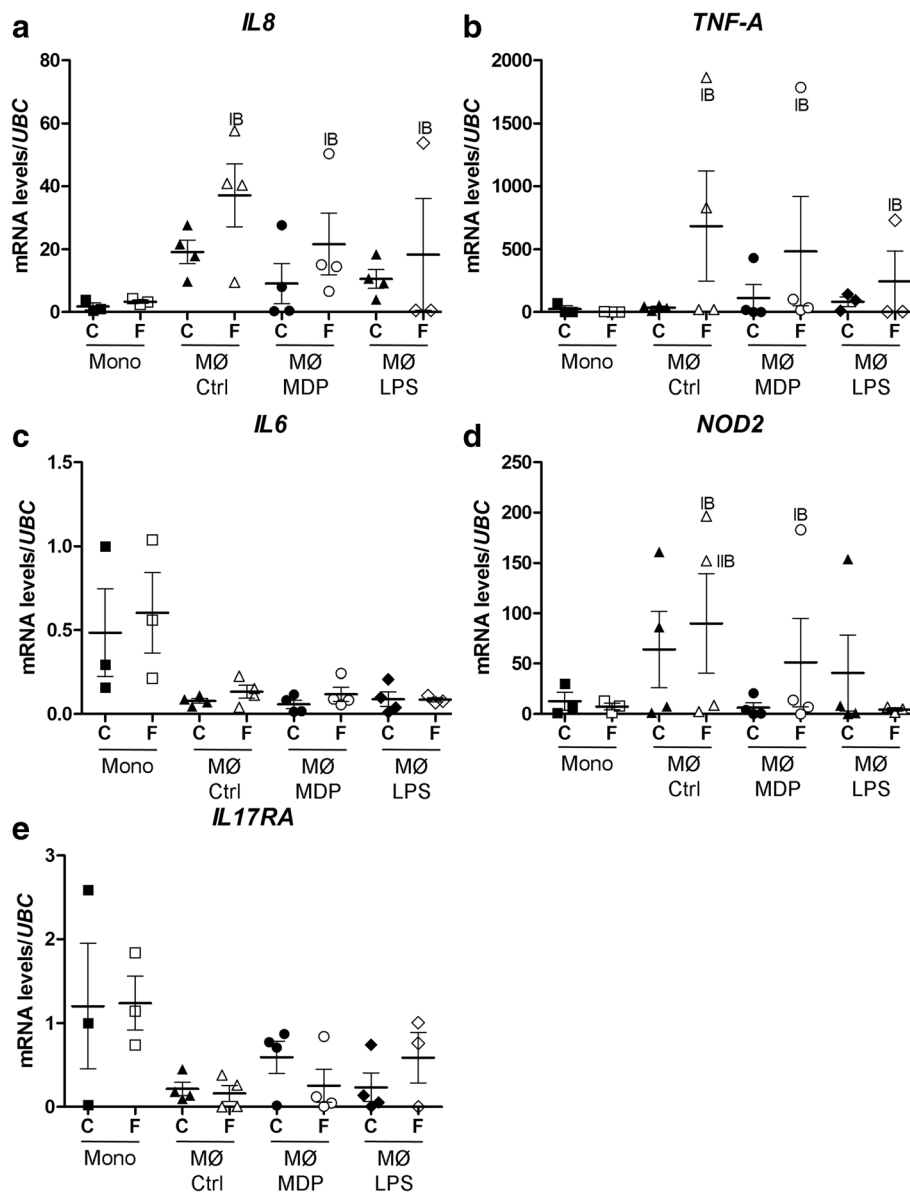 a
IL8
mRNA levels/UBC
80
60
40
20
0
IB
IB
IB
C F C F C F C F
Mono MØ MØ MØ
Ctrl MDP LPS
b
TNF-A
mRNA levels/UBC
2000
1500
1000
500
0
IB
IB
IB
C F C F C F C F
Mono MØ MØ MØ
Ctrl MDP LPS
c
IL6
mRNA levels/UBC
1.5
1.0
0.5
0.0
C F C F C F C F
Mono MØ MØ MØ
Ctrl MDP LPS
d
NOD2
mRNA levels/UBC
250
200
150
100
50
0
IB
IIB
IB
C F C F C F C F
Mono MØ MØ MØ
Ctrl MDP LPS
e
IL17RA
mRNA levels/UBC
3
2
1
0
C F C F C F C F
Mono MØ MØ MØ
Ctrl MDP LPS